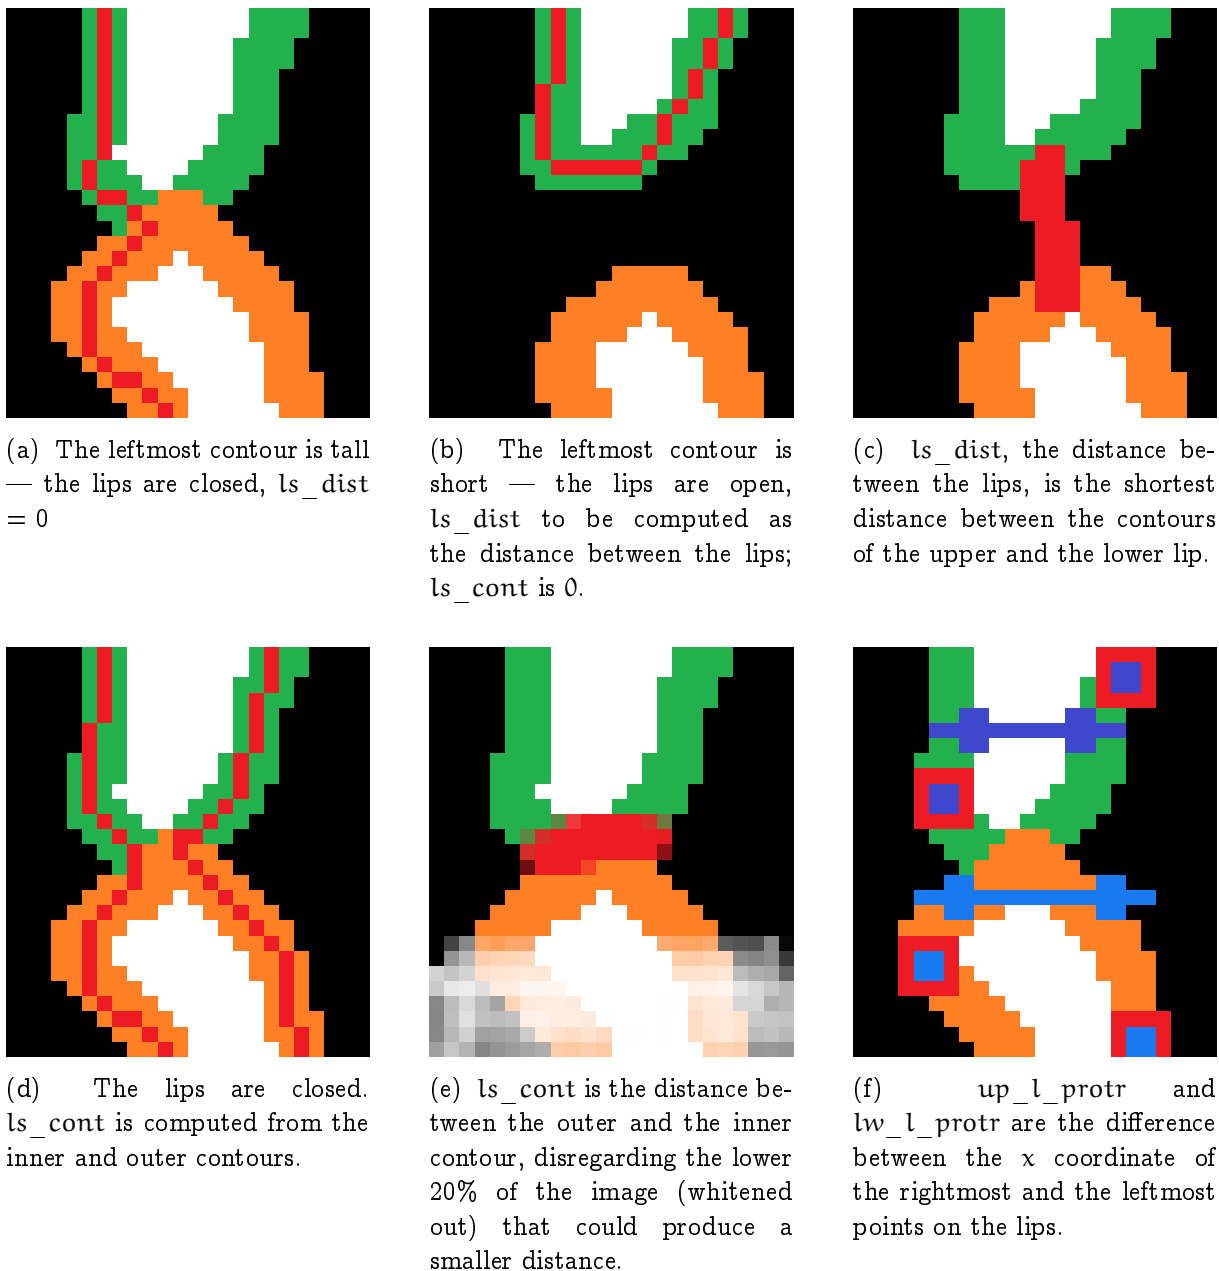 (a) The leftmost contour is tall
— the lips are closed, ls_dist
= 0
(b) The leftmost contour is
short — the lips are open,
ls_dist to be computed as
the distance between the lips;
ls_cont is 0.
(c) ls_dist, the distance be-
tween the lips, is the shortest
distance between the contours
of the upper and the lower lip.
(d) The lips are closed.
ls_cont is computed from the
inner and outer contours.
(e) ls_cont is the distance be-
tween the outer and the inner
contour, disregarding the lower
20% of the image (whitened
out) that could produce a
smaller distance.
(f) up_l_protr and
lw_l_protr are the difference
between the x coordinate of
the rightmost and the leftmost
points on the lips.